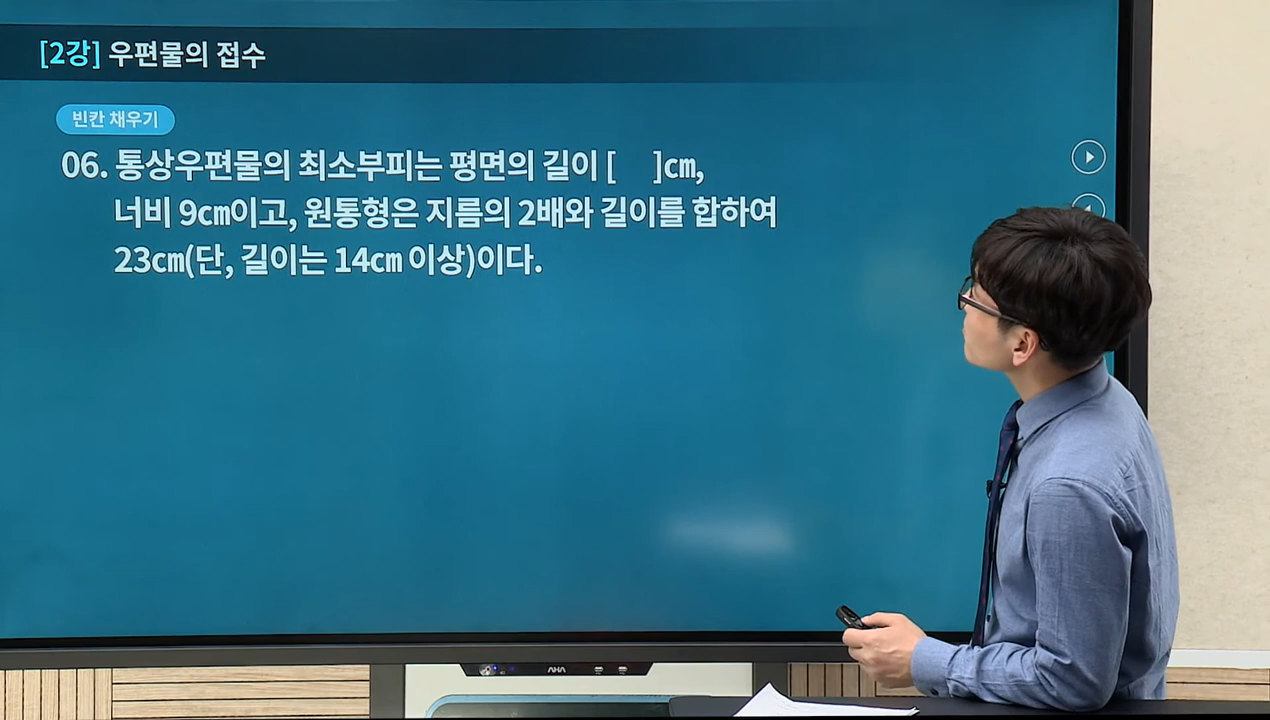 [2강] 우편물의 접수
빈칸 채우기
06. 통상우편물의 최소부피는 평면의 길이 [ ]cm,
너비 9cm이고, 원통형은 지름의 2배와 길이를 합하여
23cm(단, 길이는 14cm 이상)이다.
AHA